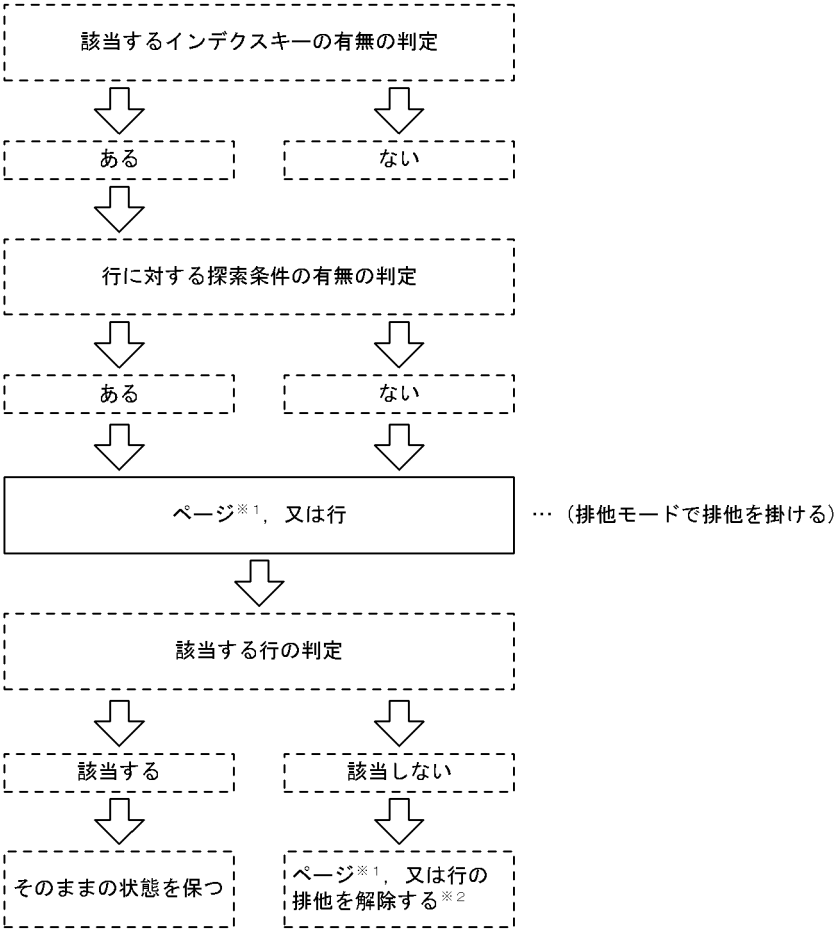 該当するインデクスキーの有無の判定
ある
ない
行に対する探索条件の有無の判定
ある
ない
ページ※1，又は行
…（排他モードで排他を掛ける）
該当する行の判定
該当する
該当しない
そのままの状態を保つ
ページ※1，又は行の
排他を解除する※2